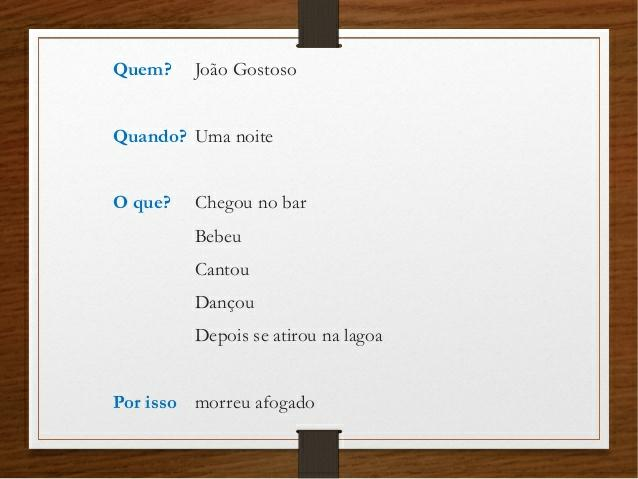 Quem? João Gostoso
Quando? Uma noite
O que? Chegou no bar
Bebeu
Cantou
Dançou
Depois se atirou na lagoa
Por isso morreu afogado